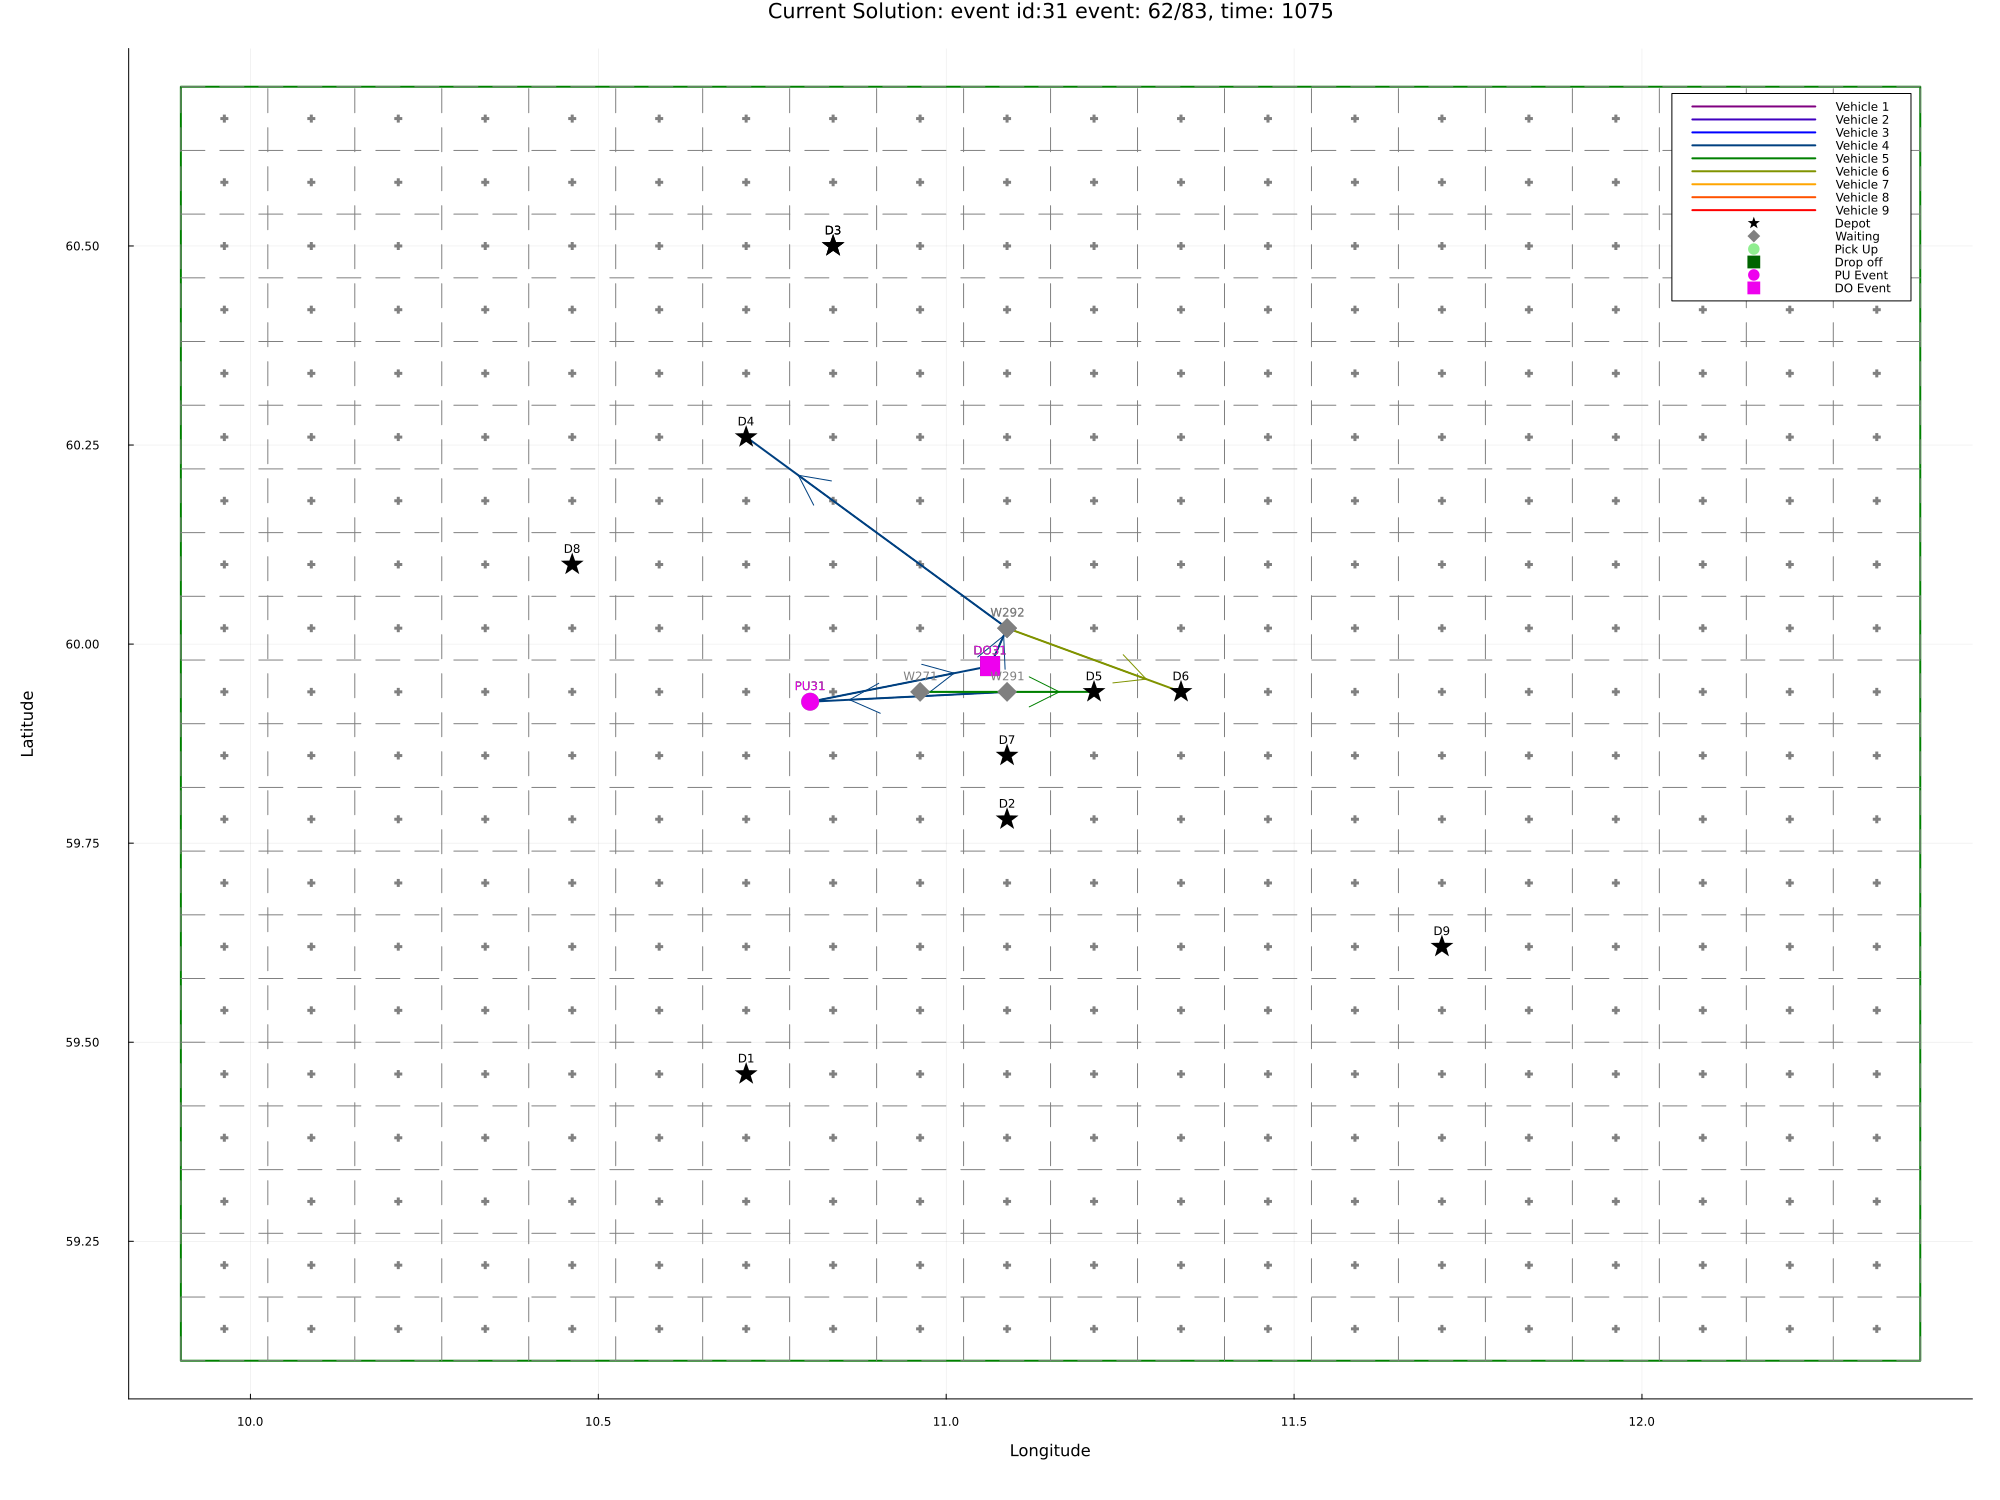 Current Solution: event id:31 event: 62/83, time: 1075
Vehicle 1
Vehicle 2
Vehicle 3
Vehicle 4
Vehicle 5
Vehicle 6
Vehicle 7
Vehicle 8
Vehicle 9
Depot
Waiting
Pick Up
Drop off
PU Event
DO Event
D3
D4
D8
W292
DO31
W271
W291
PU31
D5
D6
D7
D2
D9
D1
60.50
60.25
60.00
59.75
59.50
59.25
Latitude
10.0
10.5
11.0
11.5
12.0
Longitude